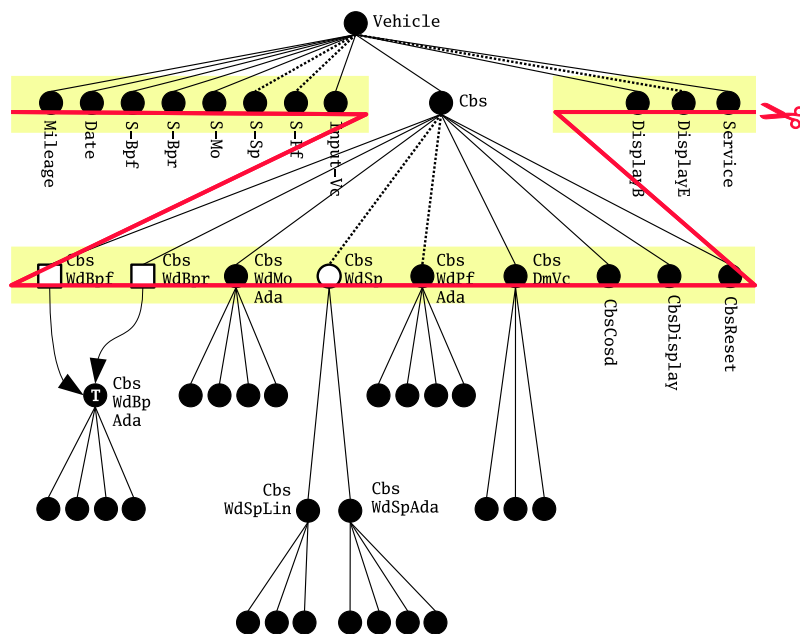 Vehicle
Mileage
Date
S-Bpf
S-Bpr
S-Mo
S-Sp
S-Pf
Input-Vc
Cbs
DisplayB
DisplayE
Service
Cbs
WdBpf
Cbs
WdBpr
Cbs
WdMo
Ada
Cbs
WdSp
Cbs
WdPf
Ada
Cbs
DmVc
CbsCosd
CbsDisplay
CbsReset
T
Cbs
WdBp
Ada
Cbs
WdSpLin
Cbs
WdSpAda